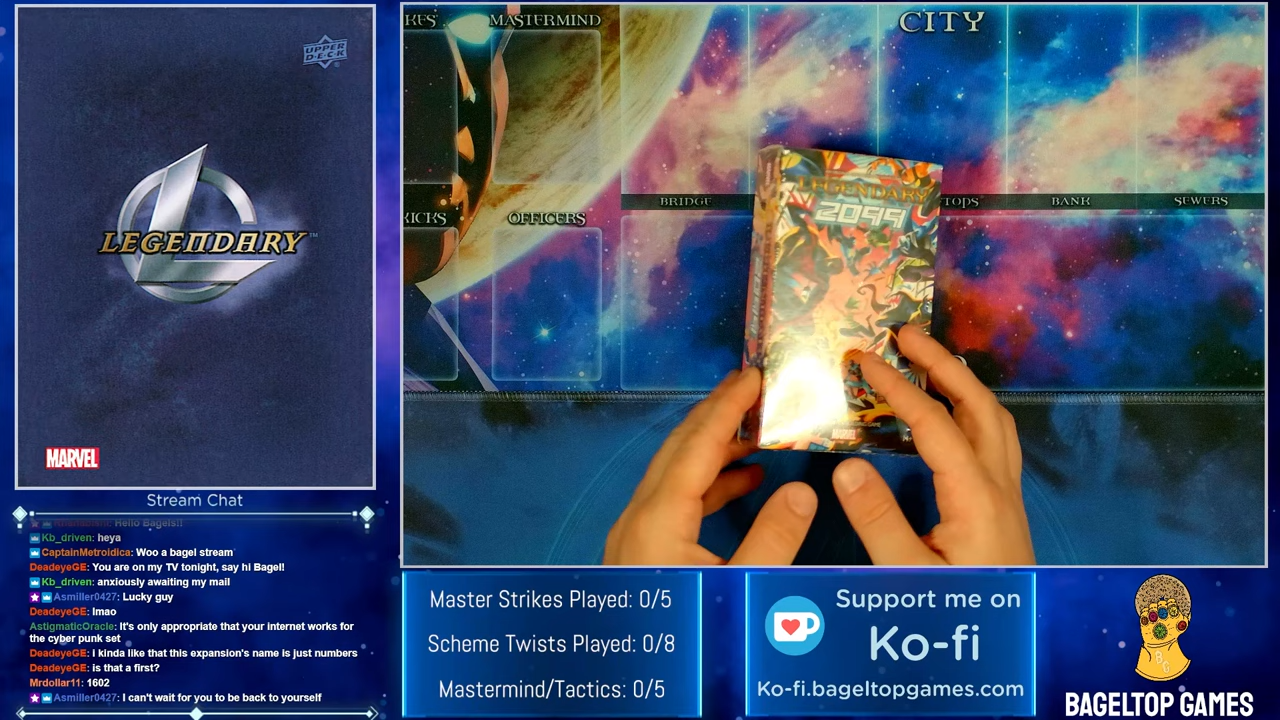 UPPER
D·E·C·K
LEGENDARY™
MARVEL
Stream Chat
Hello Bagels!!
Kb_driven: heya
CaptainMetroidica: Woo a bagel stream
DeadeyeGE: You are on my TV tonight, say hi Bagel!
Kb_driven: anxiously awaiting my mail
Asmiller0427: Lucky guy
DeadeyeGE: lmao
AstigmaticOracle: It's only appropriate that your internet works for
the cyber punk set
DeadeyeGE: I kinda like that this expansion's name is just numbers
DeadeyeGE: is that a first?
Mrdollar11: 1602
Asmiller0427: I can't wait for you to be back to yourself
MASTERMIND
CITY
OFFICERS
BRIDGE
BANK
SEWERS
LEGENDARY
2099
MARVEL
Master Strikes Played: 0/5
Scheme Twists Played: 0/8
Mastermind/Tactics: 0/5
Support me on
Ko-fi
Ko-fi.bageltopgames.com
BG
BAGELTOP GAMES